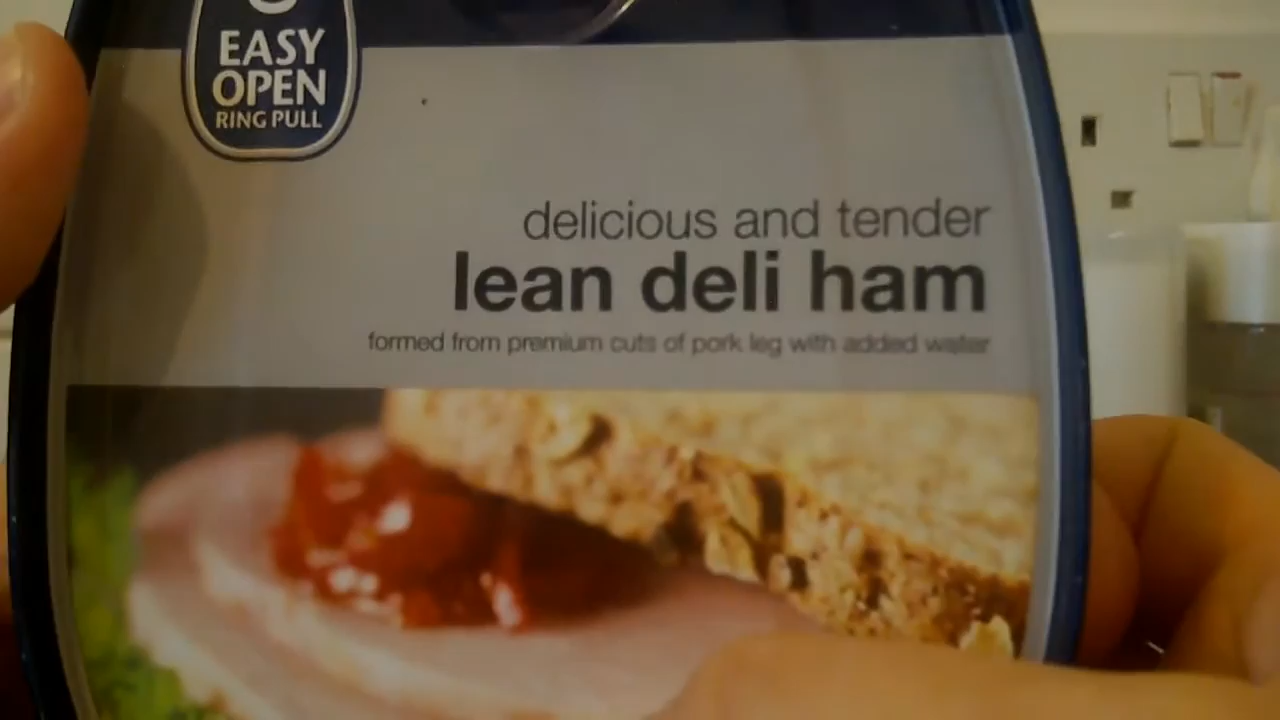 EASY
OPEN
RING PULL
delicious and tender
lean deli ham
formed from premium cuts of pork leg with added water